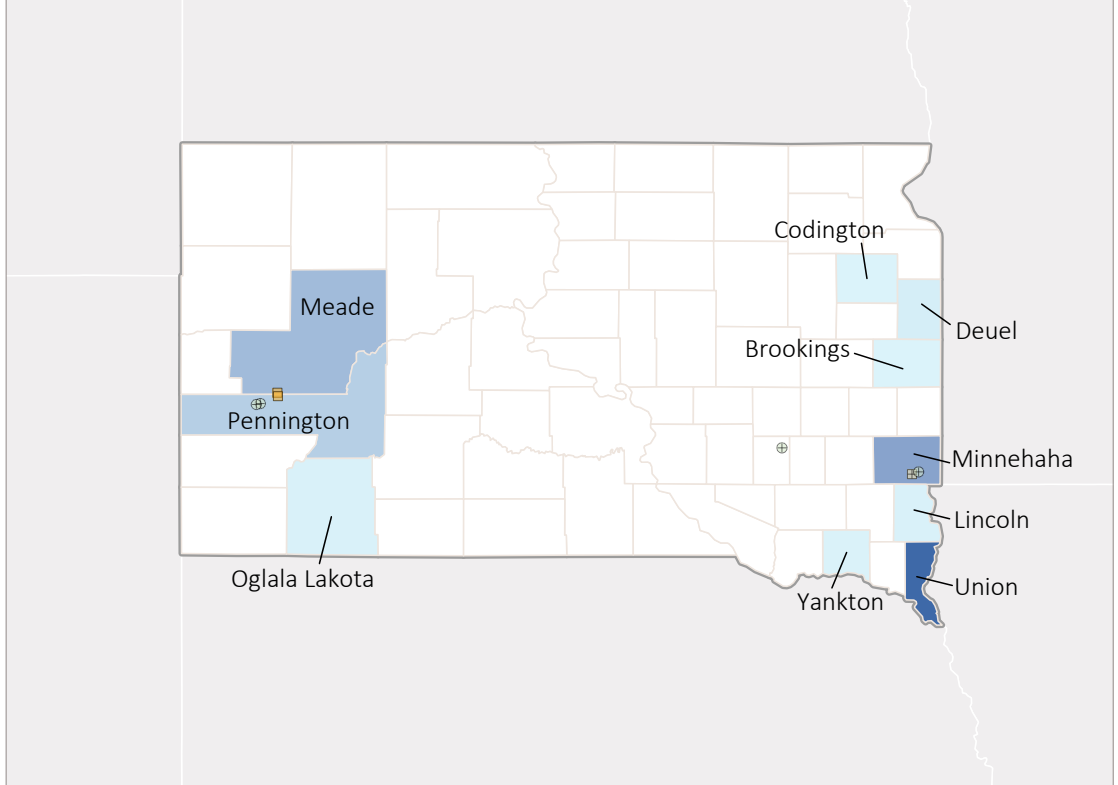 Codington
Meade
Deuel
Brookings
Pennington
Minnehaha
Lincoln
Oglala Lakota
Union
Yankton